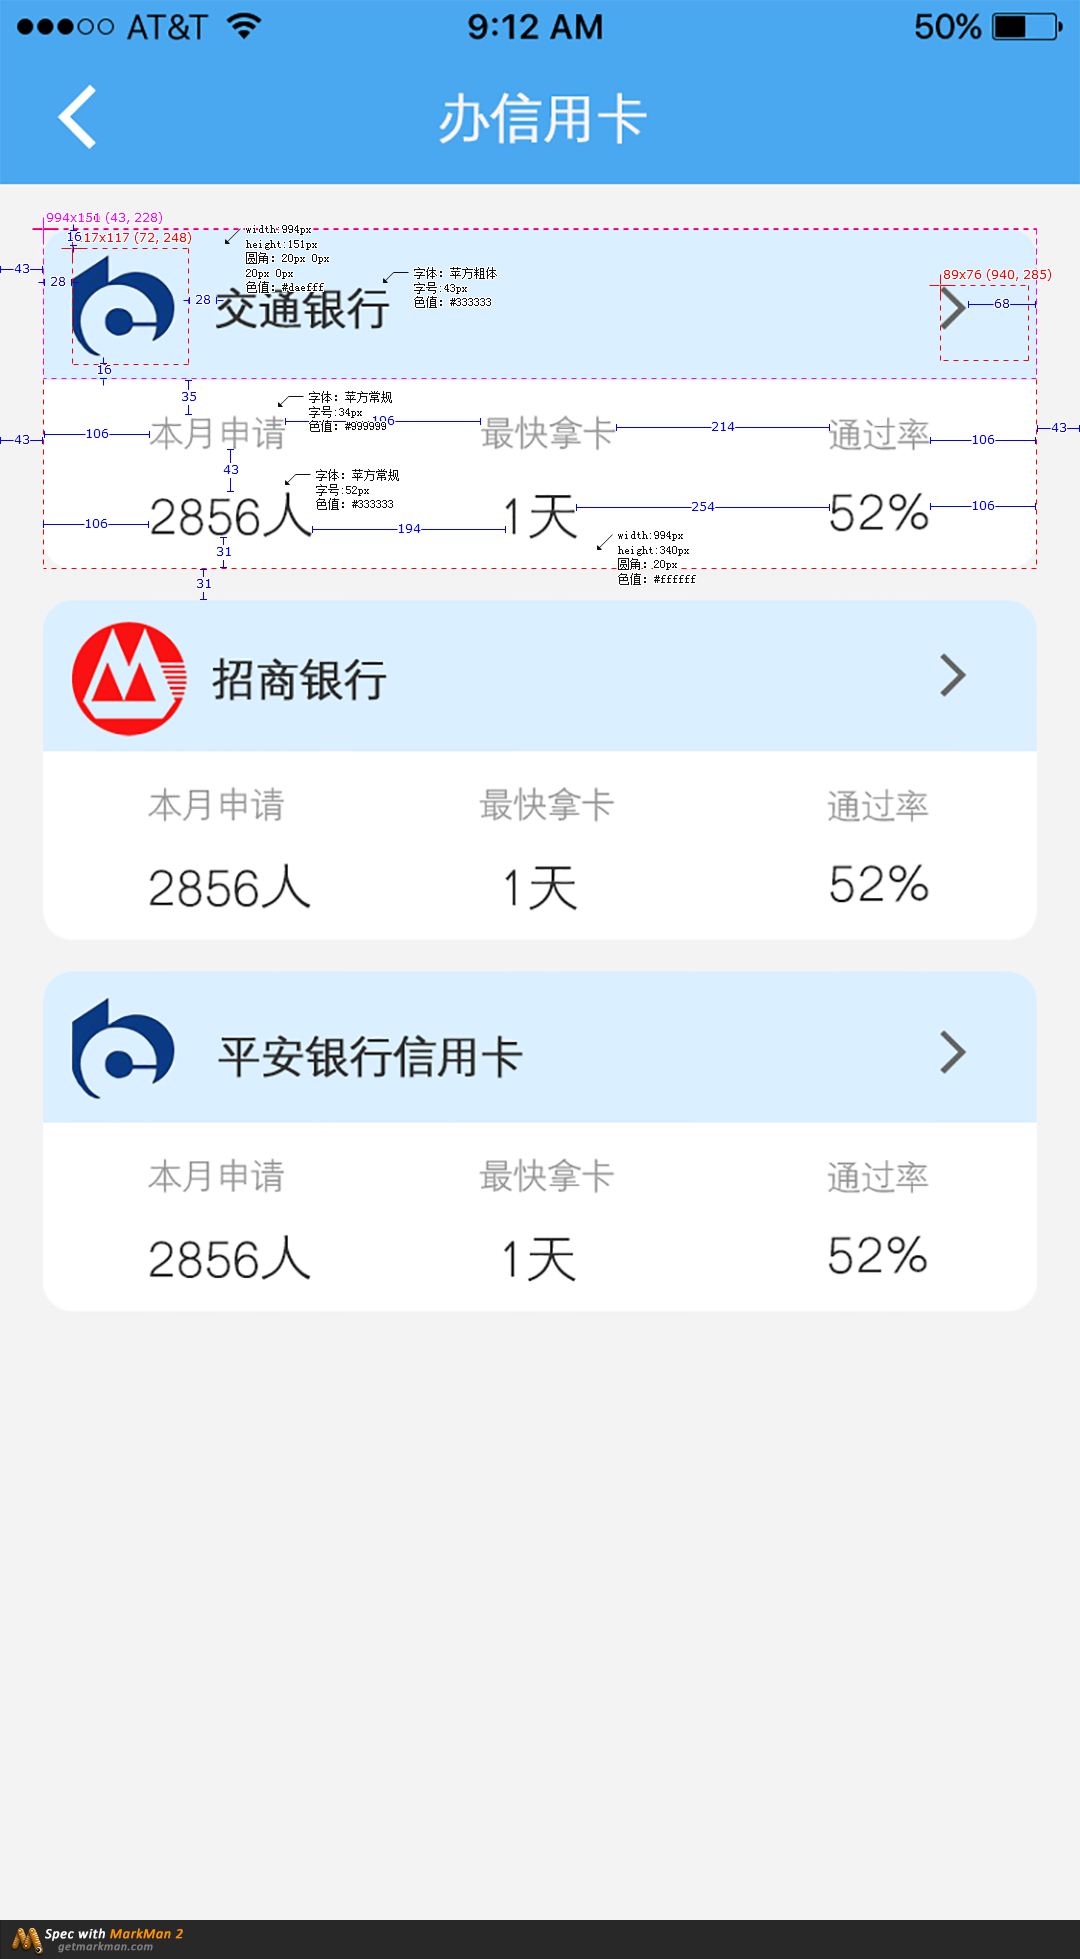 AT&T 9:12 AM 50%
办信用卡
994x151 (43, 228)
16
17x117 (72, 248)
width:994px
height:151px
圆角: 20px 0px
20px 0px
色值: #daefff
字体: 苹方粗体
字号:43px
色值: #333333
89x76 (940, 285)
43
28
28
交通银行
68
16
35
字体: 苹方常规
字号:34px
色值: #999999
43
106
本月申请
最快拿卡
214
通过率
106
43
43
字体: 苹方常规
字号:52px
色值: #333333
106
2856人
194
1天
254
52%
106
31
width:994px
height:340px
圆角: 20px
色值: #ffffff
31
招商银行
本月申请 最快拿卡 通过率
2856人 1天 52%
平安银行信用卡
本月申请 最快拿卡 通过率
2856人 1天 52%
Spec with MarkMan 2
getmarkman.com